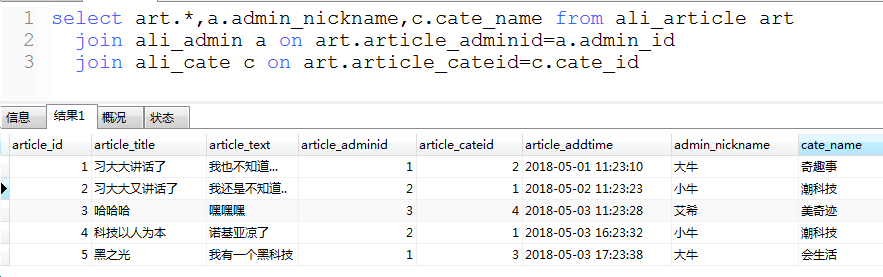 1 select art.*,a.admin_nickname,c.cate_name from ali_article art
2 join ali_admin a on art.article_adminid=a.admin_id
3 join ali_cate c on art.article_cateid=c.cate_id
信息 结果1 概况 状态
article_id article_title article_text article_adminid article_cateid article_addtime admin_nickname cate_name
1 习大大讲话了 我也不知道... 1 2 2018-05-01 11:23:10 大牛 奇趣事
2 习大大又讲话了 我还是不知道.. 2 1 2018-05-02 11:23:23 小牛 潮科技
3 哈哈哈 嘿嘿嘿 3 4 2018-05-03 11:23:28 艾希 美奇迹
4 科技以人为本 诺基亚凉了 2 1 2018-05-03 16:23:32 小牛 潮科技
5 黑之光 我有一个黑科技 1 3 2018-05-03 17:23:38 大牛 会生活